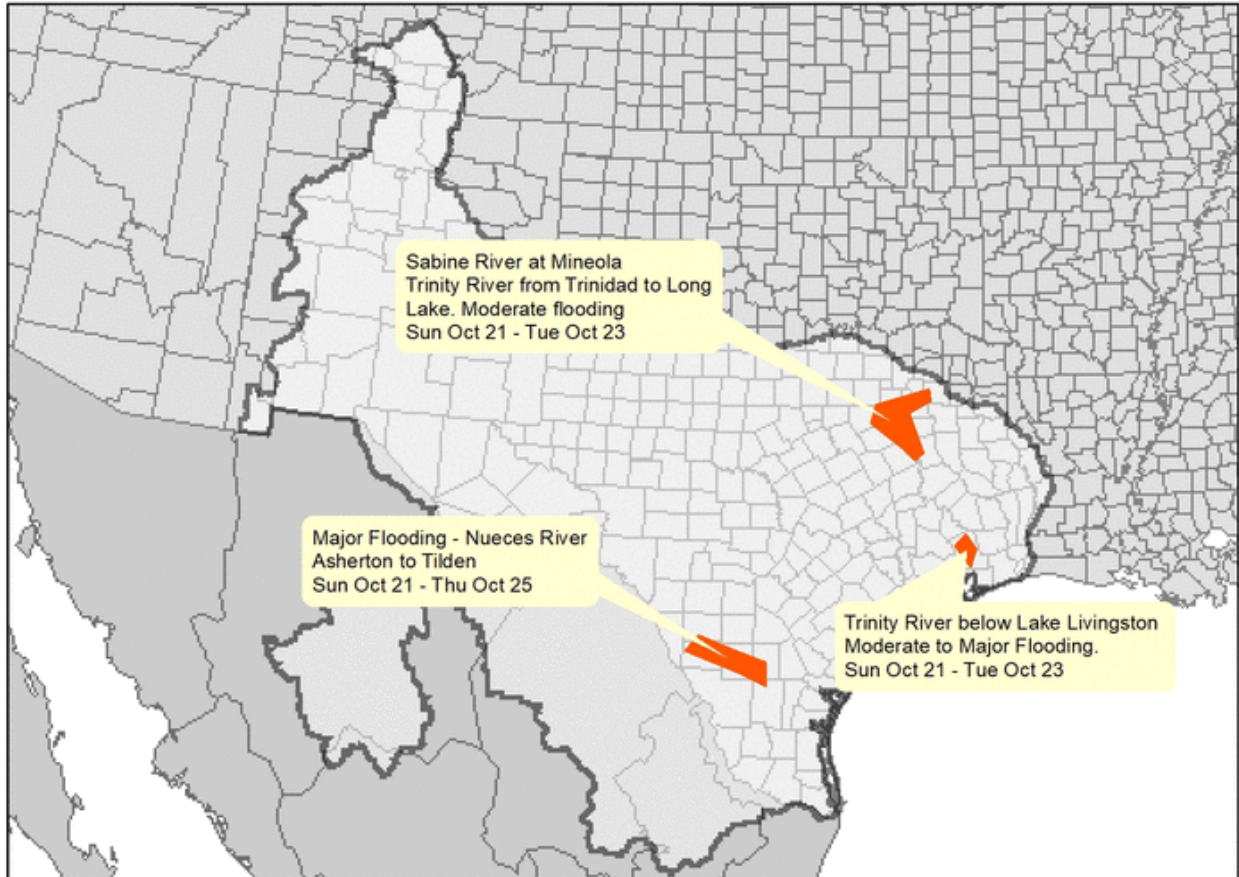 Sabine River at Mineola
Trinity River from Trinidad to Long
Lake. Moderate flooding
Sun Oct 21 - Tue Oct 23
Major Flooding - Nueces River
Asherton to Tilden
Sun Oct 21 - Thu Oct 25
Trinity River below Lake Livingston
Moderate to Major Flooding.
Sun Oct 21 - Tue Oct 23